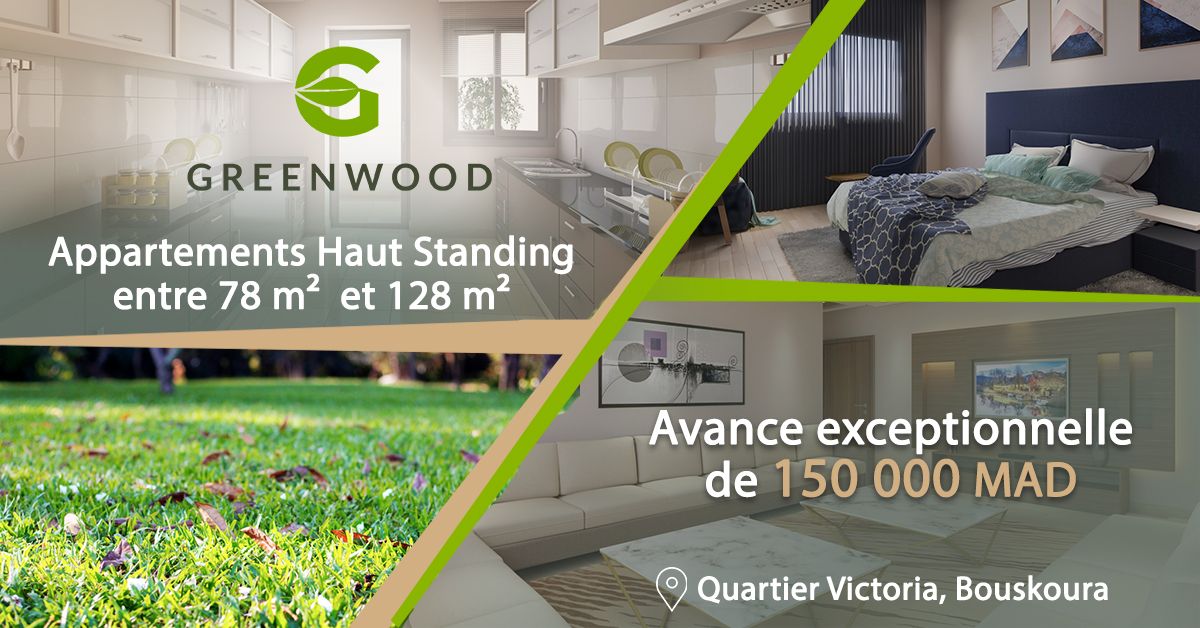 GREENWOOD
Appartements Haut Standing
entre 78 m² et 128 m²
Avance exceptionnelle
de 150 000 MAD
Quartier Victoria, Bouskoura